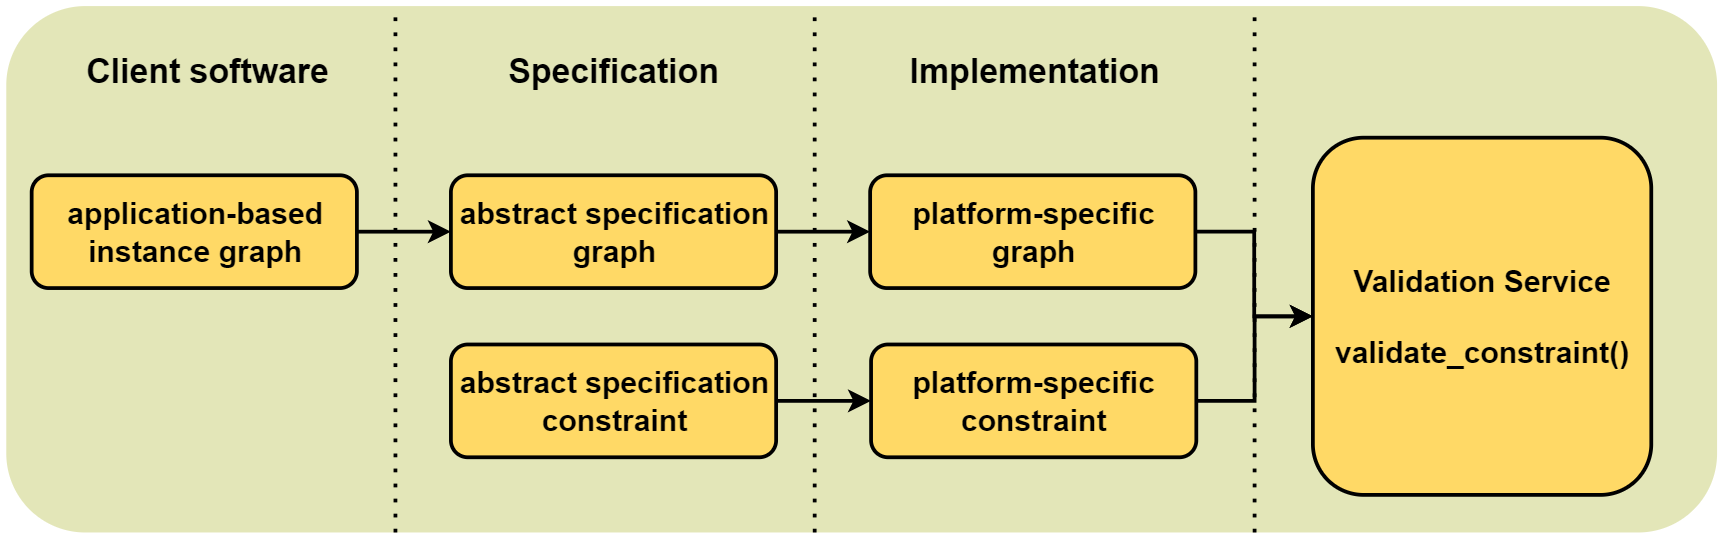 Client software
Specification
Implementation
application-based
instance graph
abstract specification
graph
platform-specific
graph
abstract specification
constraint
platform-specific
constraint
Validation Service
validate_constraint()